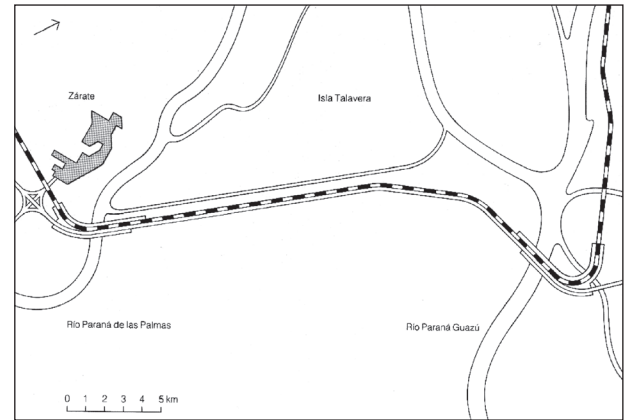 Zárate
Isla Talavera
Río Paraná de las Palmas
Río Paraná Guazú
0 1 2 3 4 5 km